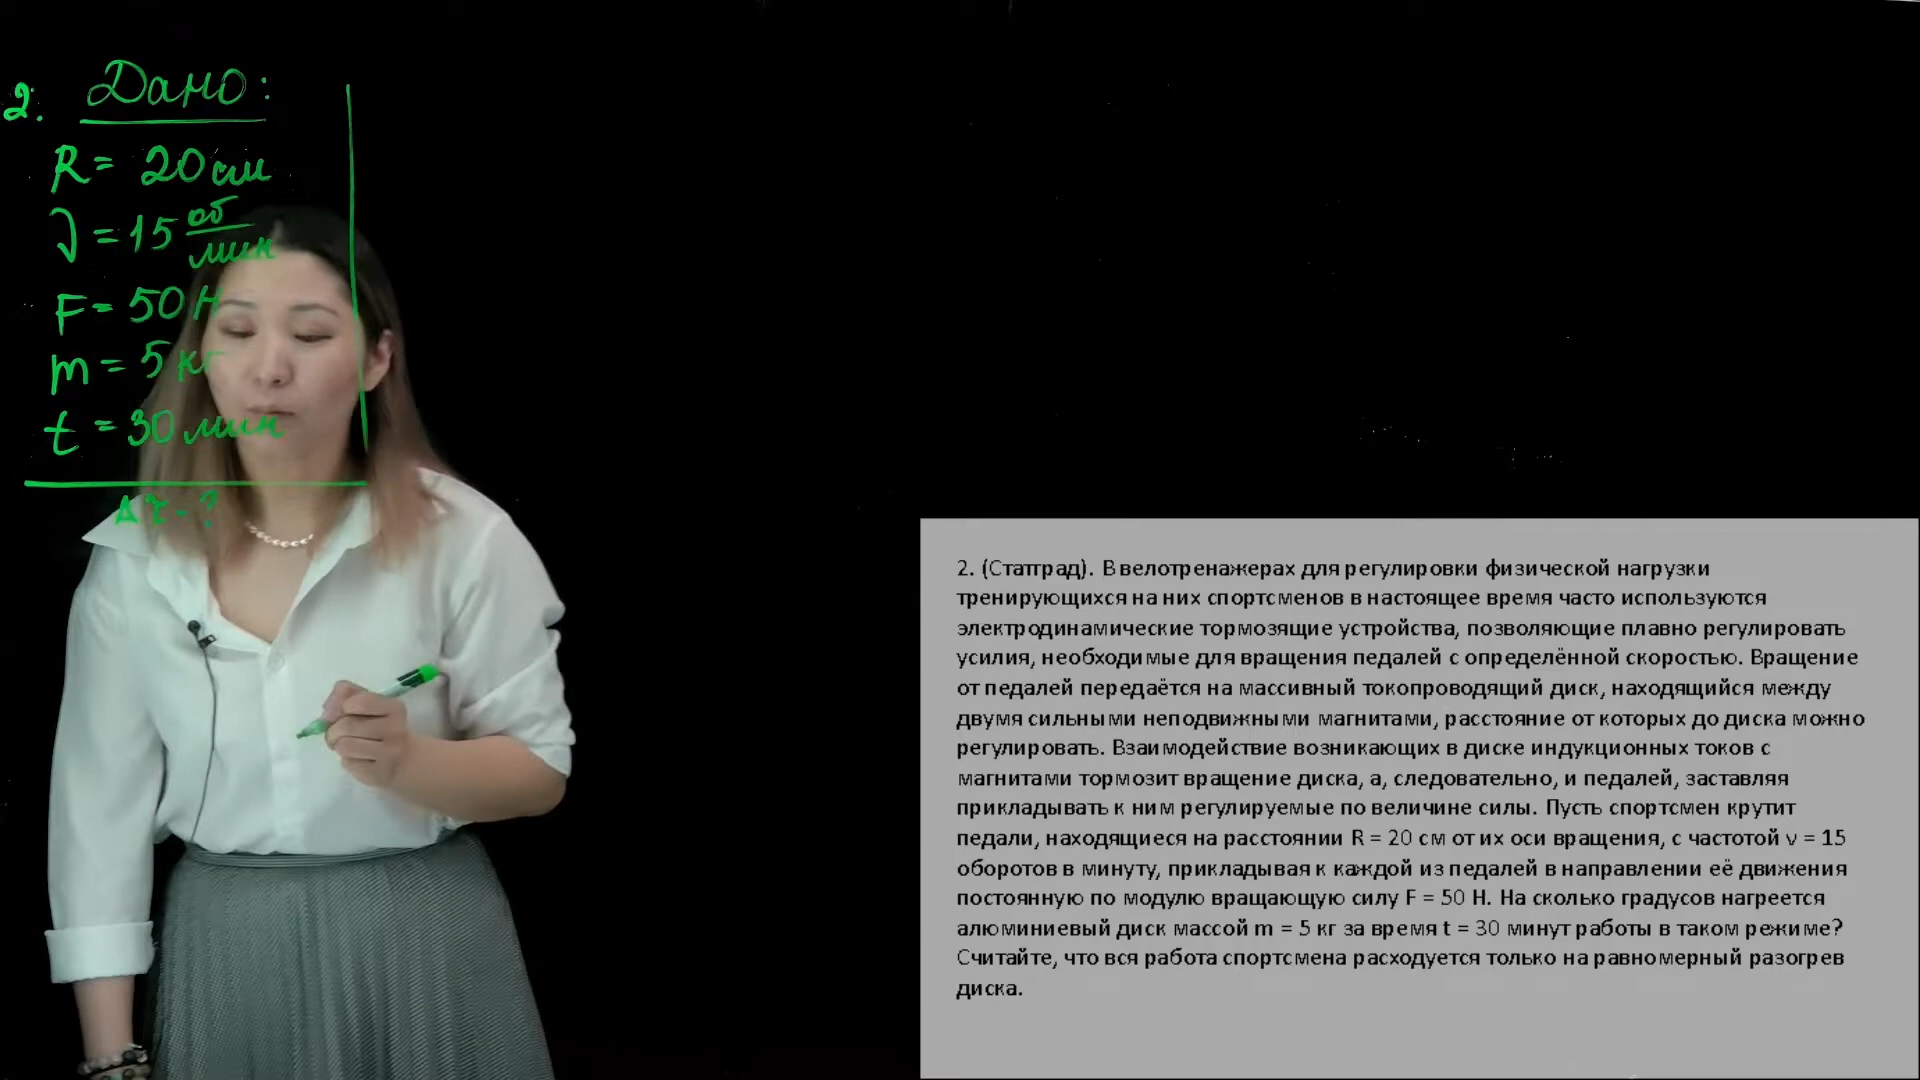 2. Дано:
R = 20 см
ν = 15 об/мин
F = 50 Н
m = 5 кг
t = 30 мин
Δτ - ?
2. (Статград). В велотренажерах для регулировки физической нагрузки
тренирующихся на них спортсменов в настоящее время часто используются
электродинамические тормозящие устройства, позволяющие плавно регулировать
усилия, необходимые для вращения педалей с определённой скоростью. Вращение
от педалей передаётся на массивный токопроводящий диск, находящийся между
двумя сильными неподвижными магнитами, расстояние от которых до диска можно
регулировать. Взаимодействие возникающих в диске индукционных токов с
магнитами тормозит вращение диска, а, следовательно, и педалей, заставляя
прикладывать к ним регулируемые по величине силы. Пусть спортсмен крутит
педали, находящиеся на расстоянии R = 20 см от их оси вращения, с частотой ν = 15
оборотов в минуту, прикладывая к каждой из педалей в направлении её движения
постоянную по модулю вращающую силу F = 50 Н. На сколько градусов нагреется
алюминиевый диск массой m = 5 кг за время t = 30 минут работы в таком режиме?
Считайте, что вся работа спортсмена расходуется только на равномерный разогрев
диска.